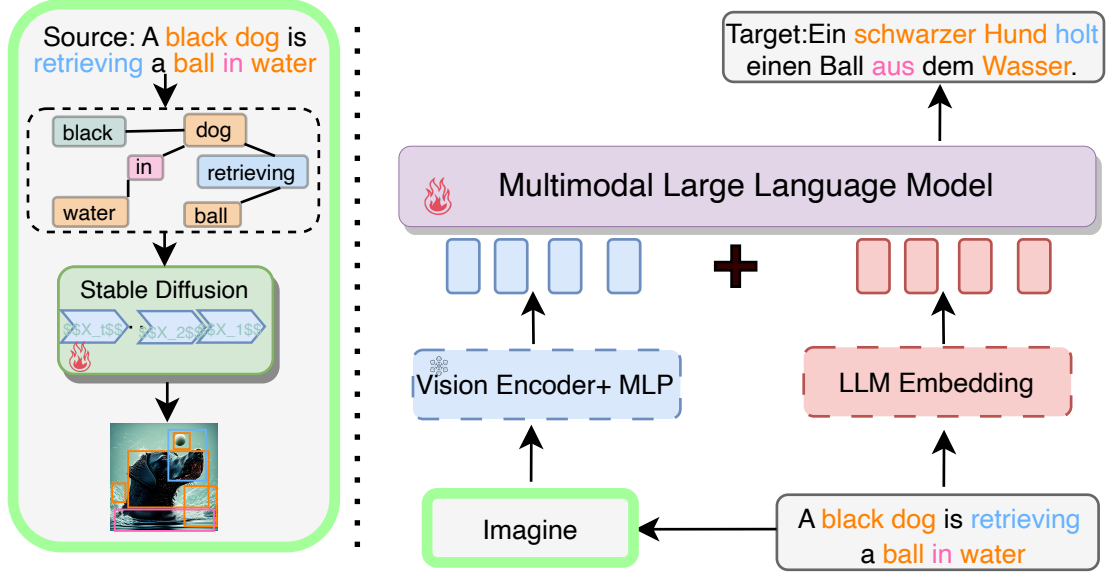 Source: A black dog is
retrieving a ball in water
black
dog
in
retrieving
water
ball
Stable Diffusion
$$X_t$$
..
$$X_2$$
$$X_1$$
Target:Ein schwarzer Hund holt
einen Ball aus dem Wasser.
Multimodal Large Language Model
Vision Encoder+ MLP
LLM Embedding
Imagine
A black dog is retrieving
a ball in water